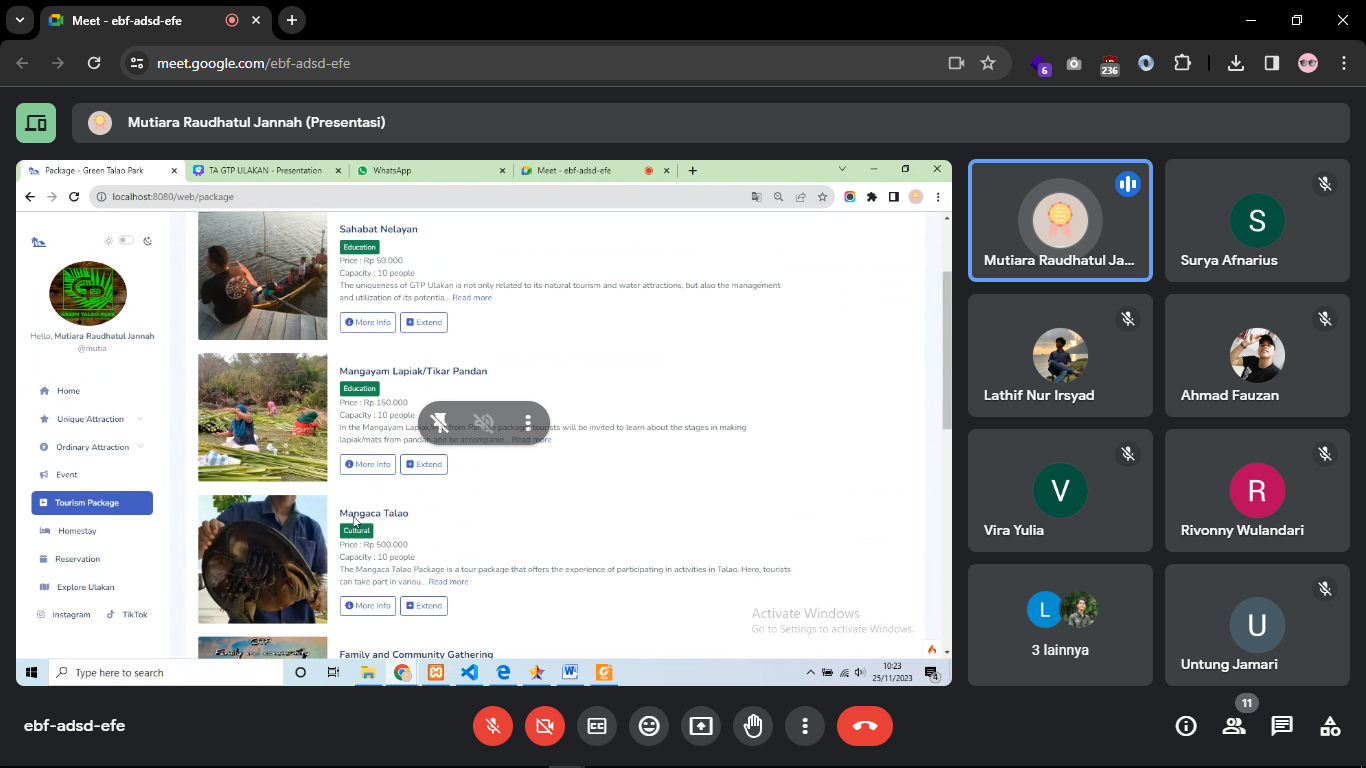 Meet - ebf-adsd-efe
meet.google.com/ebf-adsd-efe
6
236
Mutiara Raudhatul Jannah (Presentasi)
Package - Green Talao Park
TA GTP ULAKAN - Presentation
WhatsApp
Meet - ebf-adsd-efe
localhost:8080/web/package
GREEN TALAO PARK
Hello, Mutiara Raudhatul Jannah
@mutia
Home
Unique Attraction
Ordinary Attraction
Event
Tourism Package
Homestay
Reservation
Explore Ulakan
Instagram
TikTok
Sahabat Nelayan
Education
Price : Rp 50.000
Capacity : 10 people
The uniqueness of GTP Ulakan is not only related to its natural tourism and water attractions, but also the management
and utilization of its potentia... Read more
More Info
Extend
Mangayam Lapiak/Tikar Pandan
Education
Price : Rp 150.000
Capacity : 10 people
In the Mangayam Lapiak/ from Pandan package, tourists will be invited to learn about the stages in making
lapiak/mats from pandan and be accompanie... Read more
More Info
Extend
Mangaca Talao
Cultural
Price : Rp 500.000
Capacity : 10 people
The Mangaca Talao Package is a tour package that offers the experience of participating in activities in Talao. Here, tourists
can take part in variou... Read more
More Info
Extend
GTP
Family and Community Gathering
Activate Windows
Go to Settings to activate Windows.
Type here to search
10:23
25/11/2023
4
Mutiara Raudhatul Ja...
S
Surya Afnarius
Lathif Nur Irsyad
Ahmad Fauzan
V
Vira Yulia
R
Rivonny Wulandari
L
3 lainnya
U
Untung Jamari
ebf-adsd-efe
11